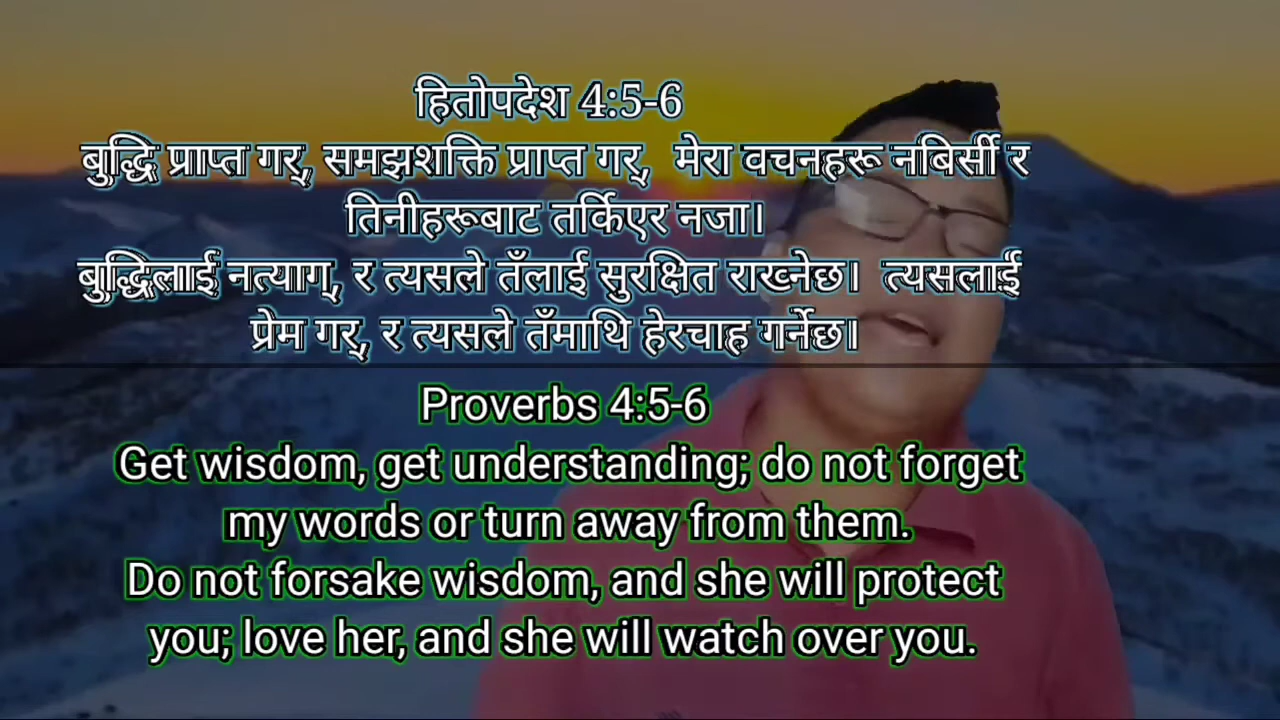 हितोपदेश 4:5-6
बुद्धि प्राप्त गर्, समझशक्ति प्राप्त गर्,  मेरा वचनहरू नबिर्सी र
तिनीहरूबाट तर्किएर नजा।
बुद्धिलाई नत्याग्, र त्यसले तँलाई सुरक्षित राख्नेछ।  त्यसलाई
प्रेम गर्, र त्यसले तँमाथि हेरचाह गर्नेछ।
Proverbs 4:5-6
Get wisdom, get understanding; do not forget
my words or turn away from them.
Do not forsake wisdom, and she will protect
you; love her, and she will watch over you.